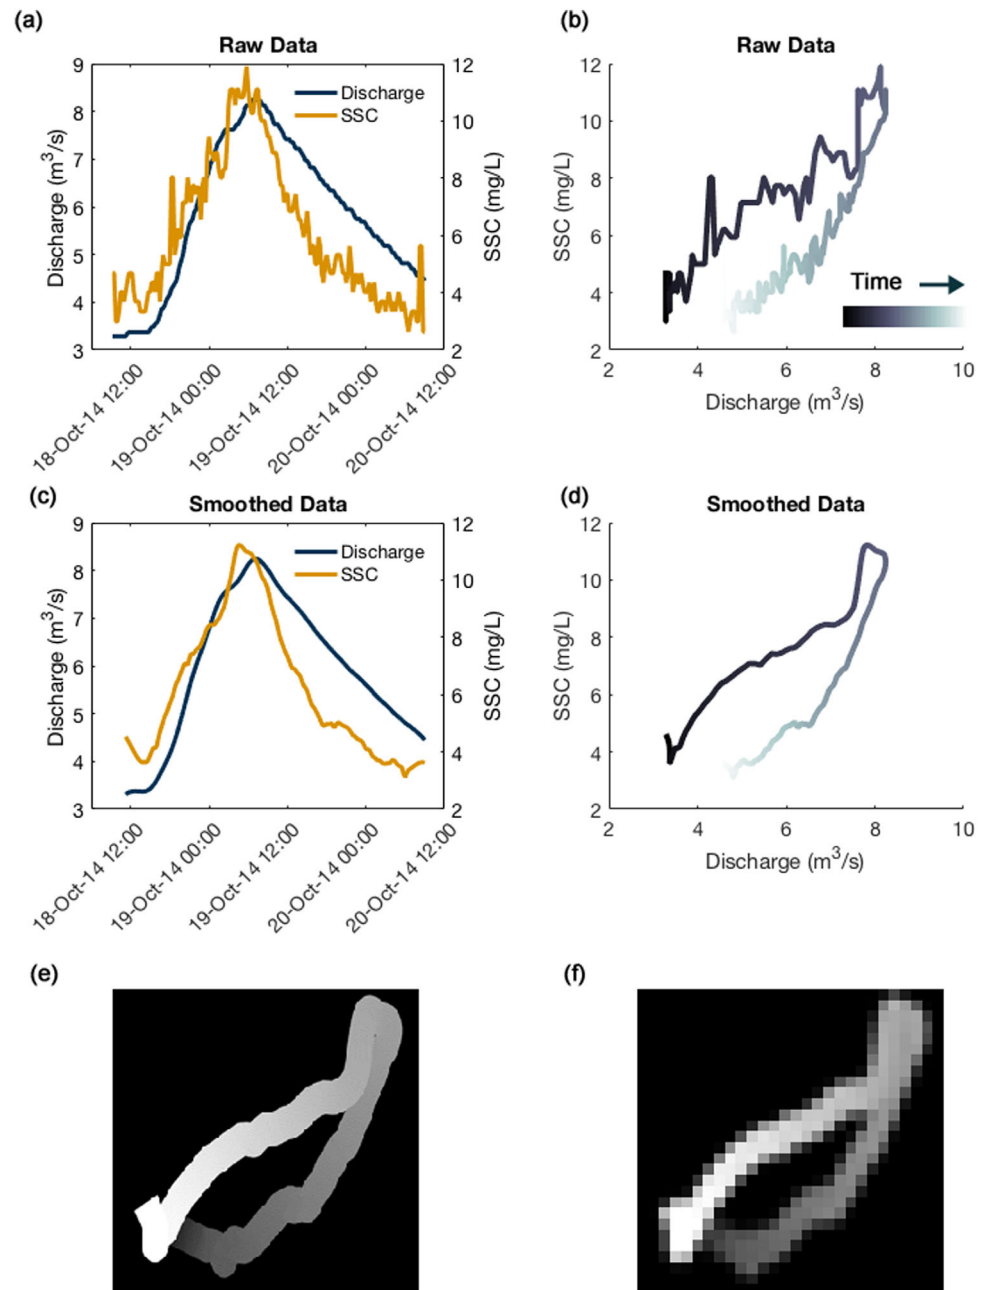 (a)
Raw Data
Discharge (m³/s)
9
8
7
6
5
4
3
Discharge
SSC
12
10
8
6
4
2
SSC (mg/L)
18-Oct-14 12:00
19-Oct-14 00:00
19-Oct-14 12:00
20-Oct-14 00:00
20-Oct-14 12:00
(b)
Raw Data
SSC (mg/L)
12
10
8
6
4
2
Time
2
4
6
8
10
Discharge (m³/s)
(c)
Smoothed Data
Discharge (m³/s)
9
8
7
6
5
4
3
Discharge
SSC
12
10
8
6
4
2
SSC (mg/L)
18-Oct-14 12:00
19-Oct-14 00:00
19-Oct-14 12:00
20-Oct-14 00:00
20-Oct-14 12:00
(d)
Smoothed Data
SSC (mg/L)
12
10
8
6
4
2
2
4
6
8
10
Discharge (m³/s)
(e)
(f)